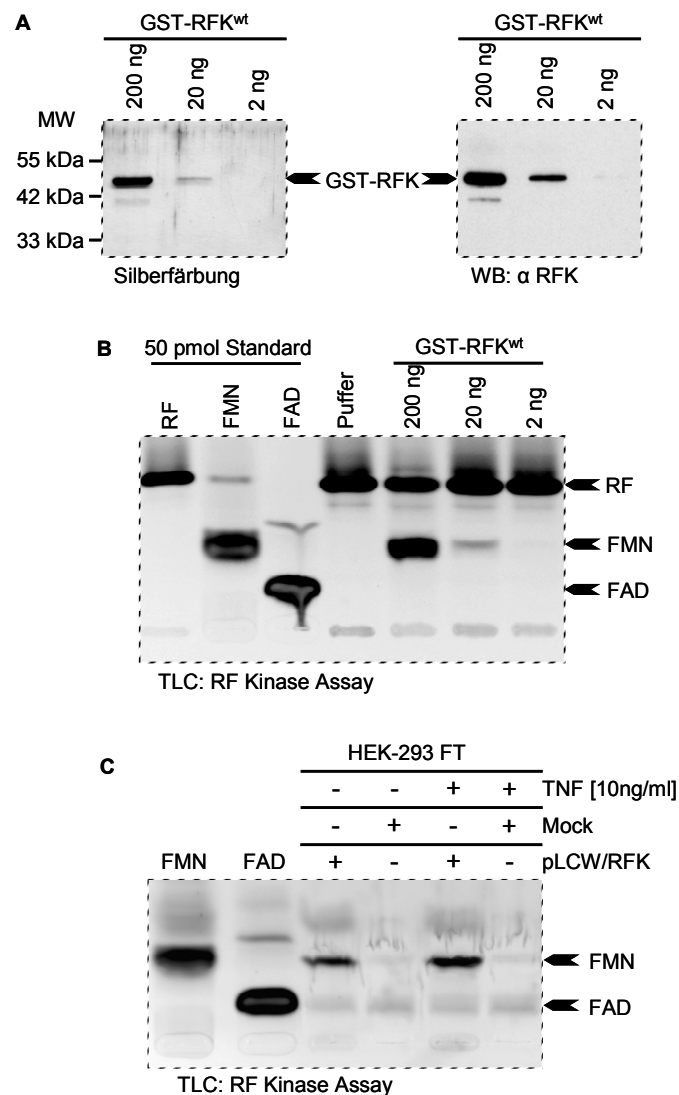 A
GST-RFKwt
GST-RFKwt
200 ng
20 ng
2 ng
200 ng
20 ng
2 ng
MW
55 kDa
42 kDa
33 kDa
GST-RFK
Silberfärbung
WB: α RFK
B
50 pmol Standard
GST-RFKwt
RF
FMN
FAD
Puffer
200 ng
20 ng
2 ng
RF
FMN
FAD
TLC: RF Kinase Assay
C
HEK-293 FT
- - + + TNF [10ng/ml]
- + - + Mock
FMN FAD + - + - pLCW/RFK
FMN
FAD
TLC: RF Kinase Assay